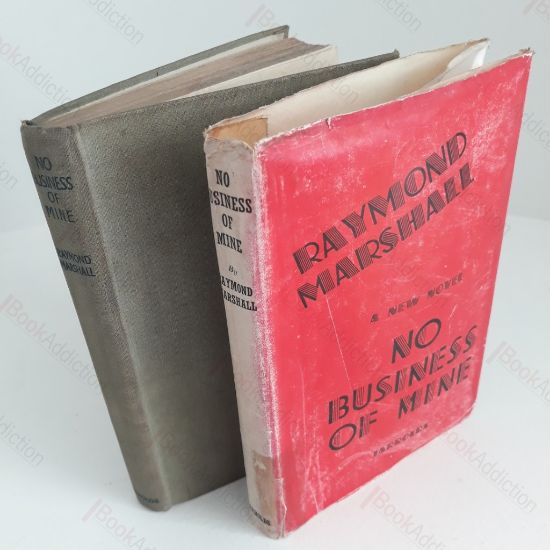 NO
BUSINESS
OF
MINE
RAYMOND
MARSHALL
NO
BUSINESS
OF
MINE
By
RAYMOND
MARSHALL
RAYMOND
MARSHALL
A NEW NOVEL
NO
BUSINESS
OF MINE
JARROLDS
BookAddiction